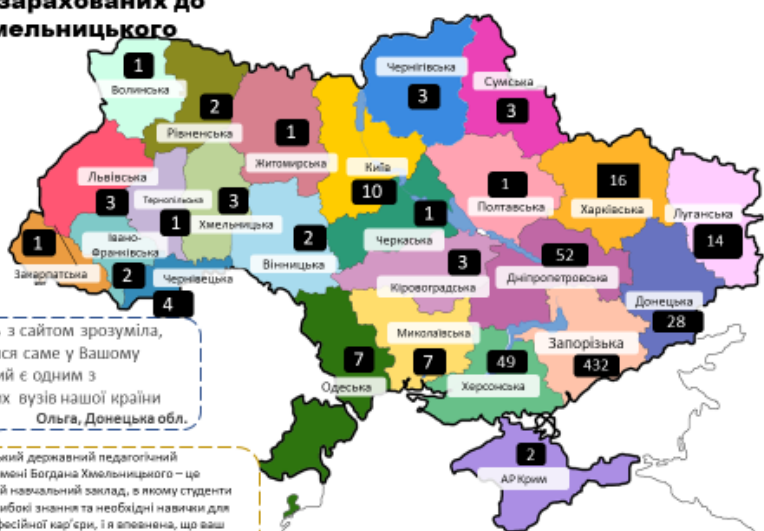 зарахованих до
мельницького
1
Волинська
2
Рівненська
1
Житомирська
Київ
10
Чернігівська
3
Сумська
3
Львівська
3
Тернопільська
1
3
Хмельницька
2
Вінницька
1
Черкаська
1
Полтавська
16
Харківська
Луганська
14
1
Закарпатська
Івано-
Франківська
2
Чернівецька
4
3
Кіровоградська
52
Дніпропетровська
Донецька
28
7
Одеська
Миколаївська
7
49
Херсонська
Запорізька
432
2
АР Крим
ь з сайтом зрозуміла,
ся саме у Вашому
ий є одним з
их вузів нашої країни
Ольга, Донецька обл.
ький державний педагогічний
імені Богдана Хмельницького – це
й навчальний заклад, в якому студенти
ибокі знання та необхідні навички для
фесійної кар’єри, і я впевнена, що ваш